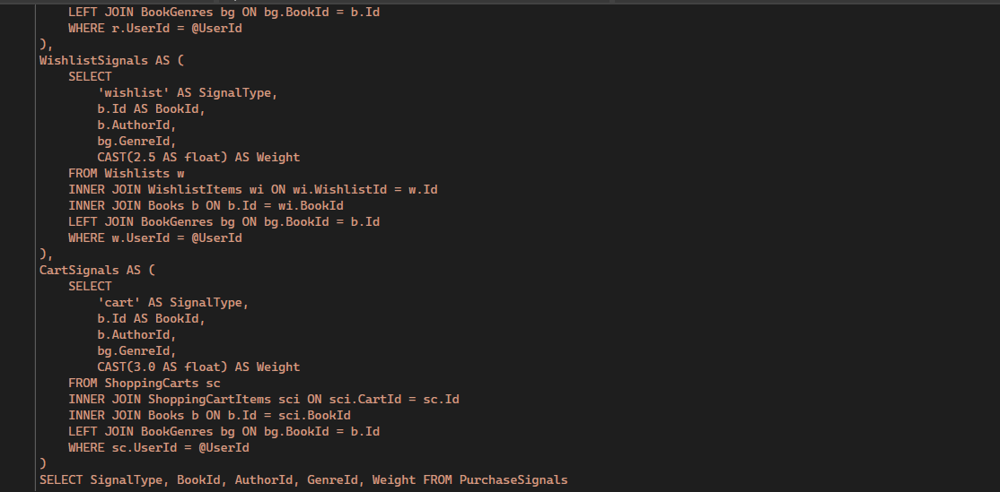 LEFT JOIN BookGenres bg ON bg.BookId = b.Id
WHERE r.UserId = @UserId
),
WishlistSignals AS (
SELECT
'wishlist' AS SignalType,
b.Id AS BookId,
b.AuthorId,
bg.GenreId,
CAST(2.5 AS float) AS Weight
FROM Wishlists w
INNER JOIN WishlistItems wi ON wi.WishlistId = w.Id
INNER JOIN Books b ON b.Id = wi.BookId
LEFT JOIN BookGenres bg ON bg.BookId = b.Id
WHERE w.UserId = @UserId
),
CartSignals AS (
SELECT
'cart' AS SignalType,
b.Id AS BookId,
b.AuthorId,
bg.GenreId,
CAST(3.0 AS float) AS Weight
FROM ShoppingCarts sc
INNER JOIN ShoppingCartItems sci ON sci.CartId = sc.Id
INNER JOIN Books b ON b.Id = sci.BookId
LEFT JOIN BookGenres bg ON bg.BookId = b.Id
WHERE sc.UserId = @UserId
)
SELECT SignalType, BookId, AuthorId, GenreId, Weight FROM PurchaseSignals